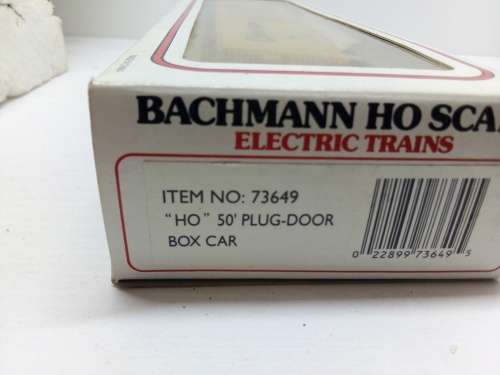 BACHMANN HO SCA
ELECTRIC TRAINS
ITEM NO: 73649
"HO" 50' PLUG-DOOR
BOX CAR
0 22899 73649 5